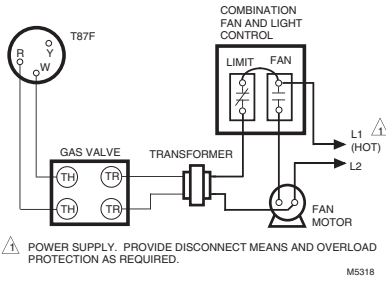 COMBINATION
FAN AND LIGHT
CONTROL
T87F
R
Y
W
LIMIT
FAN
L1
(HOT)
1
L2
GAS VALVE
TRANSFORMER
TH
TR
TH
TR
FAN
MOTOR
1
POWER SUPPLY. PROVIDE DISCONNECT MEANS AND OVERLOAD
PROTECTION AS REQUIRED.
M5318